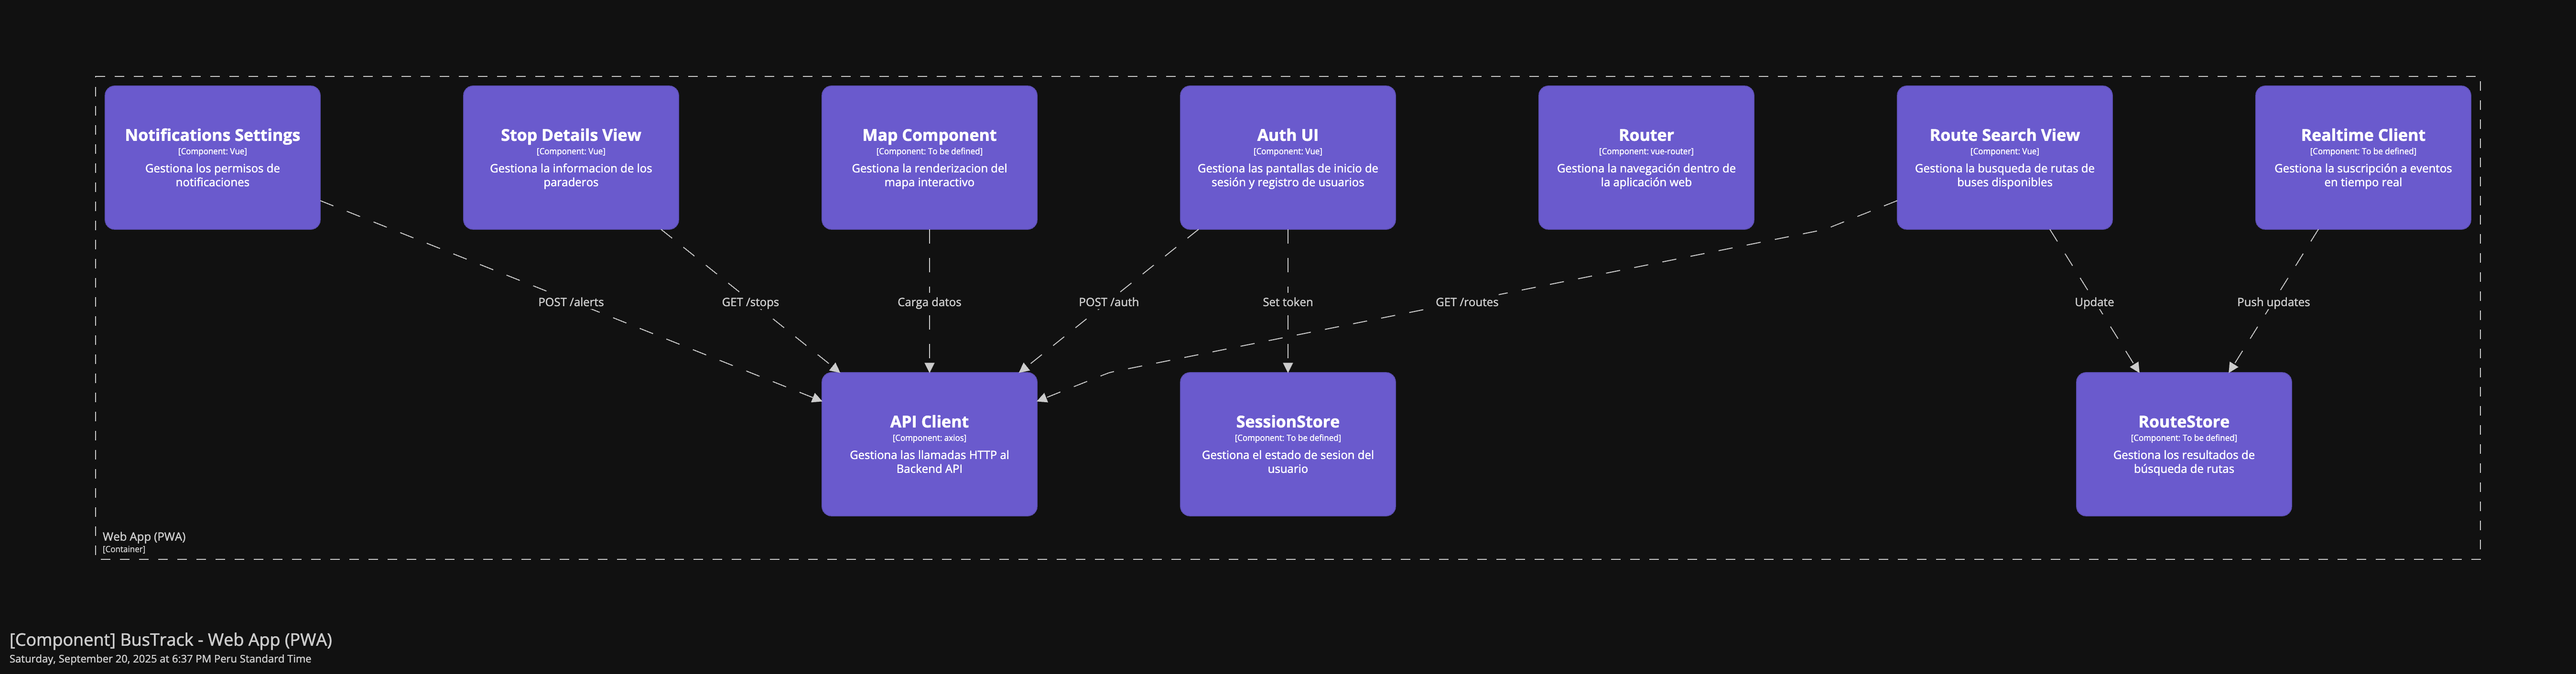 Notifications Settings
[Component: Vue]
Gestiona los permisos de
notificaciones
Stop Details View
[Component: Vue]
Gestiona la informacion de los
paraderos
Map Component
[Component: To be defined]
Gestiona la renderizacion del
mapa interactivo
Auth UI
[Component: Vue]
Gestiona las pantallas de inicio de
sesión y registro de usuarios
Router
[Component: vue-router]
Gestiona la navegación dentro de
la aplicación web
Route Search View
[Component: Vue]
Gestiona la busqueda de rutas de
buses disponibles
Realtime Client
[Component: To be defined]
Gestiona la suscripción a eventos
en tiempo real
POST /alerts
GET /stops
Carga datos
POST /auth
Set token
GET /routes
Update
Push updates
API Client
[Component: axios]
Gestiona las llamadas HTTP al
Backend API
SessionStore
[Component: To be defined]
Gestiona el estado de sesion del
usuario
RouteStore
[Component: To be defined]
Gestiona los resultados de
búsqueda de rutas
Web App (PWA)
[Container]
[Component] BusTrack - Web App (PWA)
Saturday, September 20, 2025 at 6:37 PM Peru Standard Time